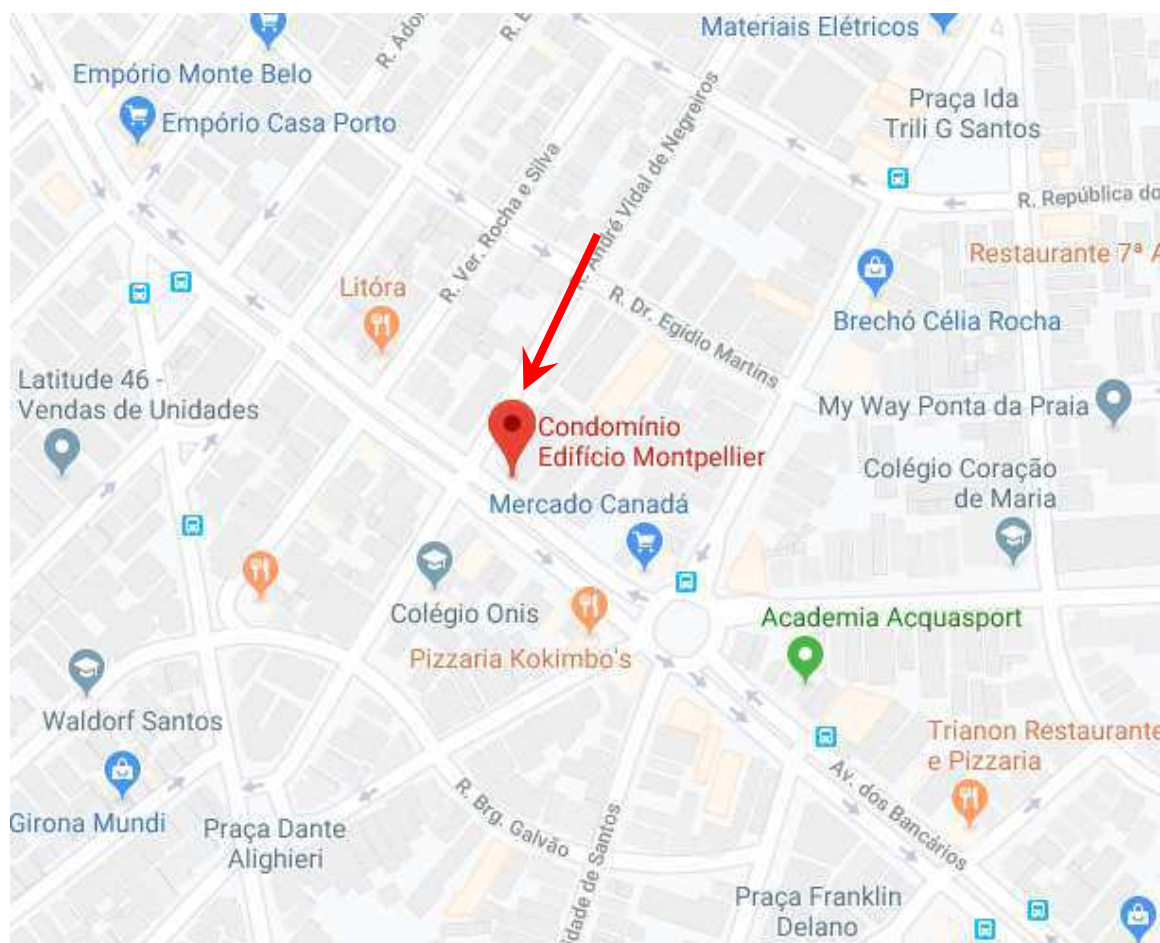 Materiais Elétricos
Empório Monte Belo
Empório Casa Porto
Praça Ida
Trili G Santos
R. André Vidal de Negreiros
R. Ver. Rocha e Silva
R. República do
Restaurante 7ª A
Litóra
R. Dr. Egídio Martins
Brechó Célia Rocha
Latitude 46 -
Vendas de Unidades
My Way Ponta da Praia
Condomínio
Edifício Montpellier
Colégio Coração
de Maria
Mercado Canadá
Colégio Onis
Academia Acquasport
Pizzaria Kokimbo's
Waldorf Santos
Trianon Restaurante
e Pizzaria
Av. dos Bancários
Girona Mundi
Praça Dante
Alighieri
R. Brg. Galvão
idade de Santos
Praça Franklin
Delano